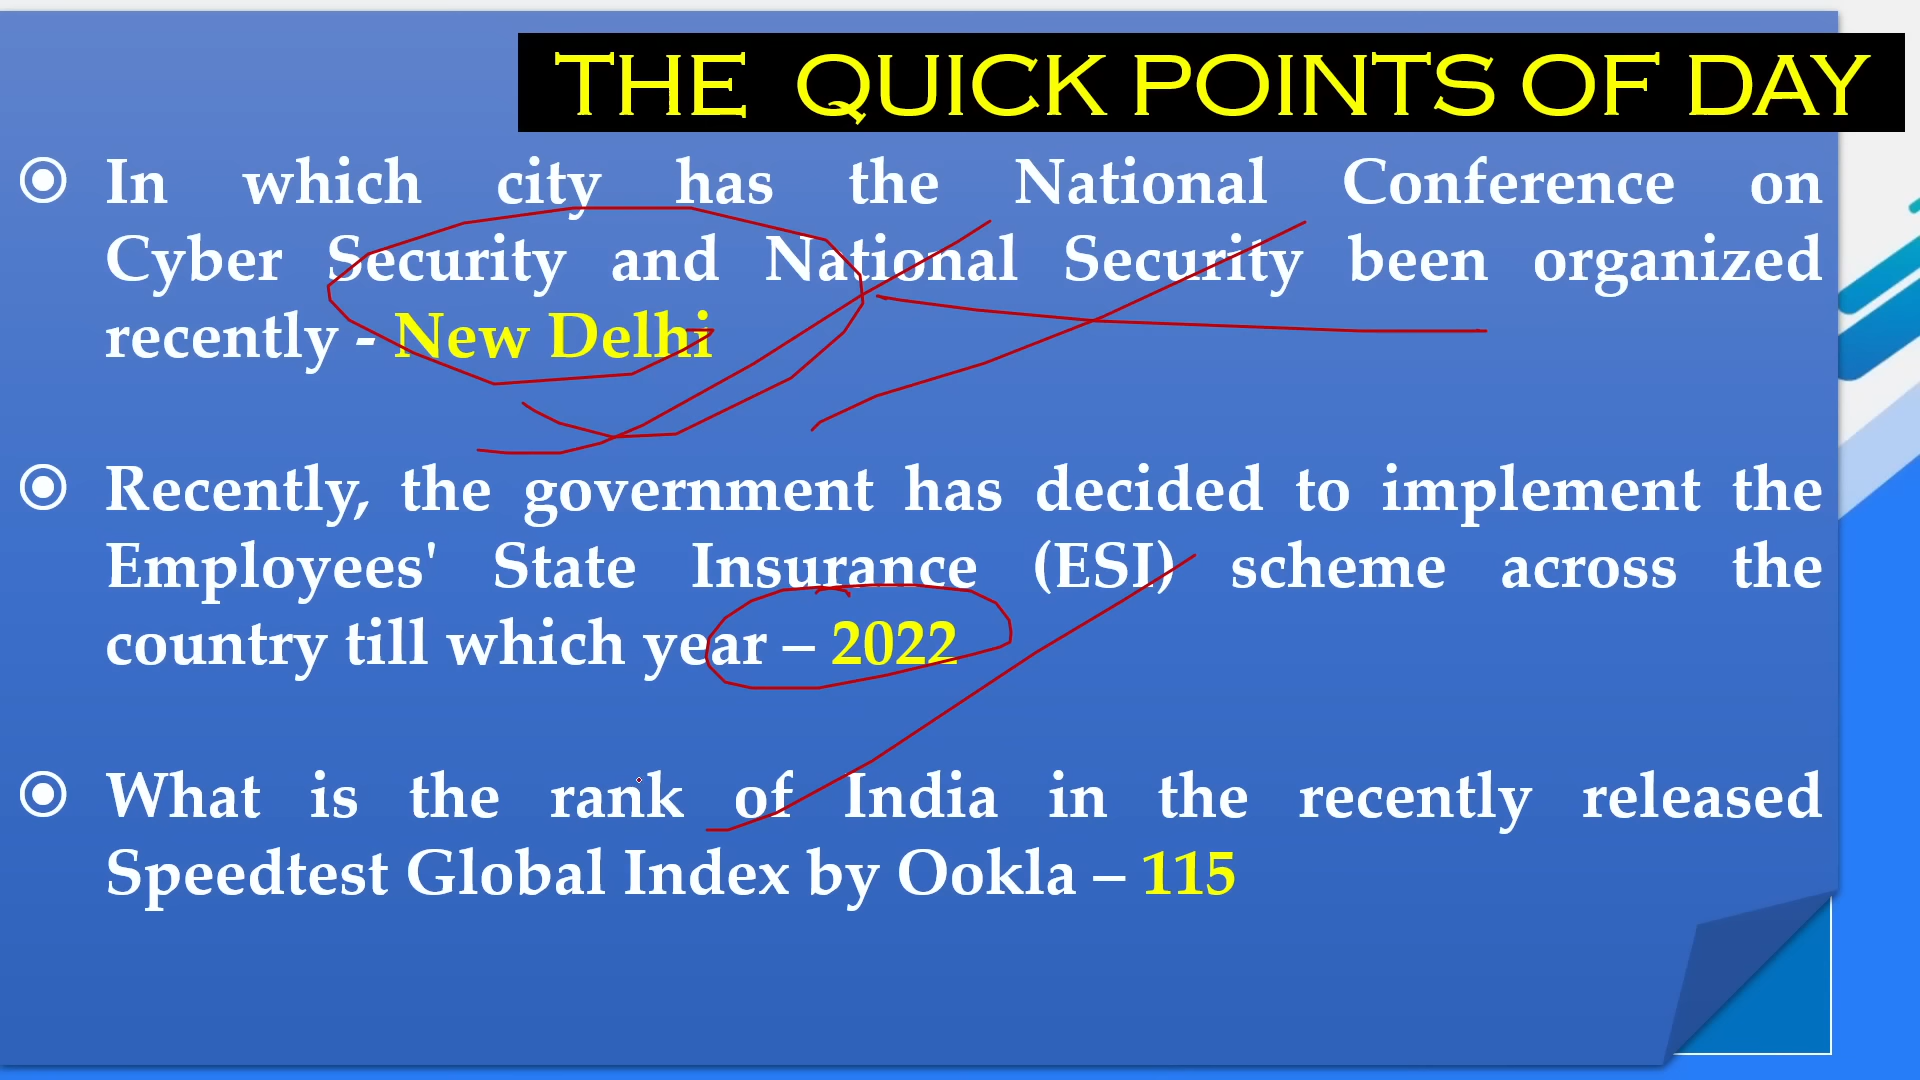 THE QUICK POINTS OF DAY
In which city has the National Conference on
Cyber Security and National Security been organized
recently - New Delhi
Recently, the government has decided to implement the
Employees' State Insurance (ESI) scheme across the
country till which year – 2022
What is the rank of India in the recently released
Speedtest Global Index by Ookla – 115